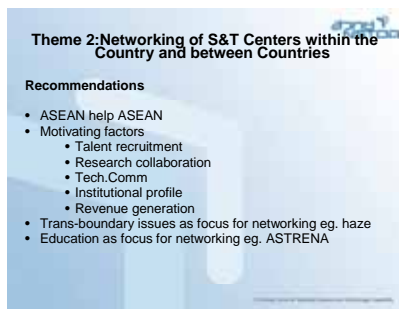 Theme 2:Networking of S&T Centers within the
Country and between Countries
Recommendations
• ASEAN help ASEAN
• Motivating factors
• Talent recruitment
• Research collaboration
• Tech.Comm
• Institutional profile
• Revenue generation
• Trans-boundary issues as focus for networking eg. haze
• Education as focus for networking eg. ASTRENA